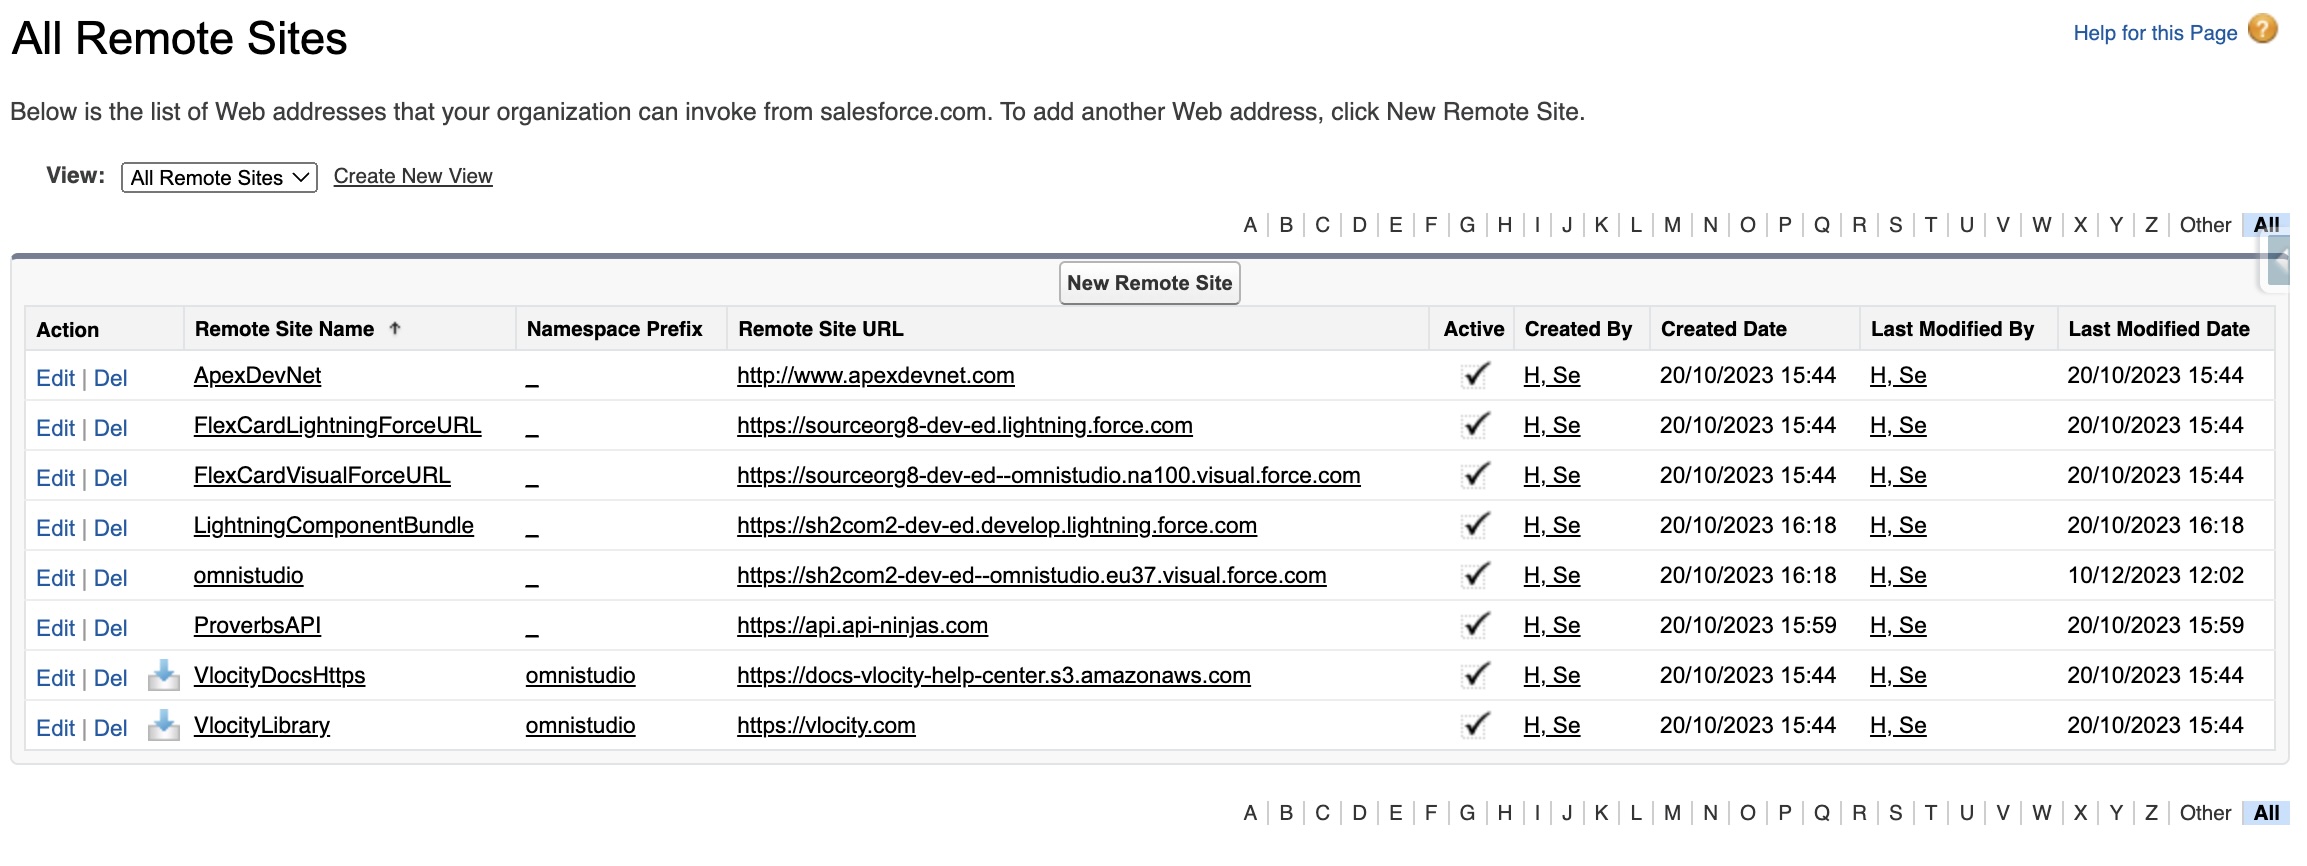 All Remote Sites
Help for this Page ?
Below is the list of Web addresses that your organization can invoke from salesforce.com. To add another Web address, click New Remote Site.
View: All Remote Sites Create New View
A | B | C | D | E | F | G | H | I | J | K | L | M | N | O | P | Q | R | S | T | U | V | W | X | Y | Z | Other | All
New Remote Site
Action Remote Site Name ↑ Namespace Prefix Remote Site URL Active Created By Created Date Last Modified By Last Modified Date
Edit | Del ApexDevNet _ http://www.apexdevnet.com ✓ H, Se 20/10/2023 15:44 H, Se 20/10/2023 15:44
Edit | Del FlexCardLightningForceURL _ https://sourceorg8-dev-ed.lightning.force.com ✓ H, Se 20/10/2023 15:44 H, Se 20/10/2023 15:44
Edit | Del FlexCardVisualForceURL _ https://sourceorg8-dev-ed--omnistudio.na100.visual.force.com ✓ H, Se 20/10/2023 15:44 H, Se 20/10/2023 15:44
Edit | Del LightningComponentBundle _ https://sh2com2-dev-ed.develop.lightning.force.com ✓ H, Se 20/10/2023 16:18 H, Se 20/10/2023 16:18
Edit | Del omnistudio _ https://sh2com2-dev-ed--omnistudio.eu37.visual.force.com ✓ H, Se 20/10/2023 16:18 H, Se 10/12/2023 12:02
Edit | Del ProverbsAPI _ https://api.api-ninjas.com ✓ H, Se 20/10/2023 15:59 H, Se 20/10/2023 15:59
Edit | Del VlocityDocsHttps omnistudio https://docs-vlocity-help-center.s3.amazonaws.com ✓ H, Se 20/10/2023 15:44 H, Se 20/10/2023 15:44
Edit | Del VlocityLibrary omnistudio https://vlocity.com ✓ H, Se 20/10/2023 15:44 H, Se 20/10/2023 15:44
A | B | C | D | E | F | G | H | I | J | K | L | M | N | O | P | Q | R | S | T | U | V | W | X | Y | Z | Other | All